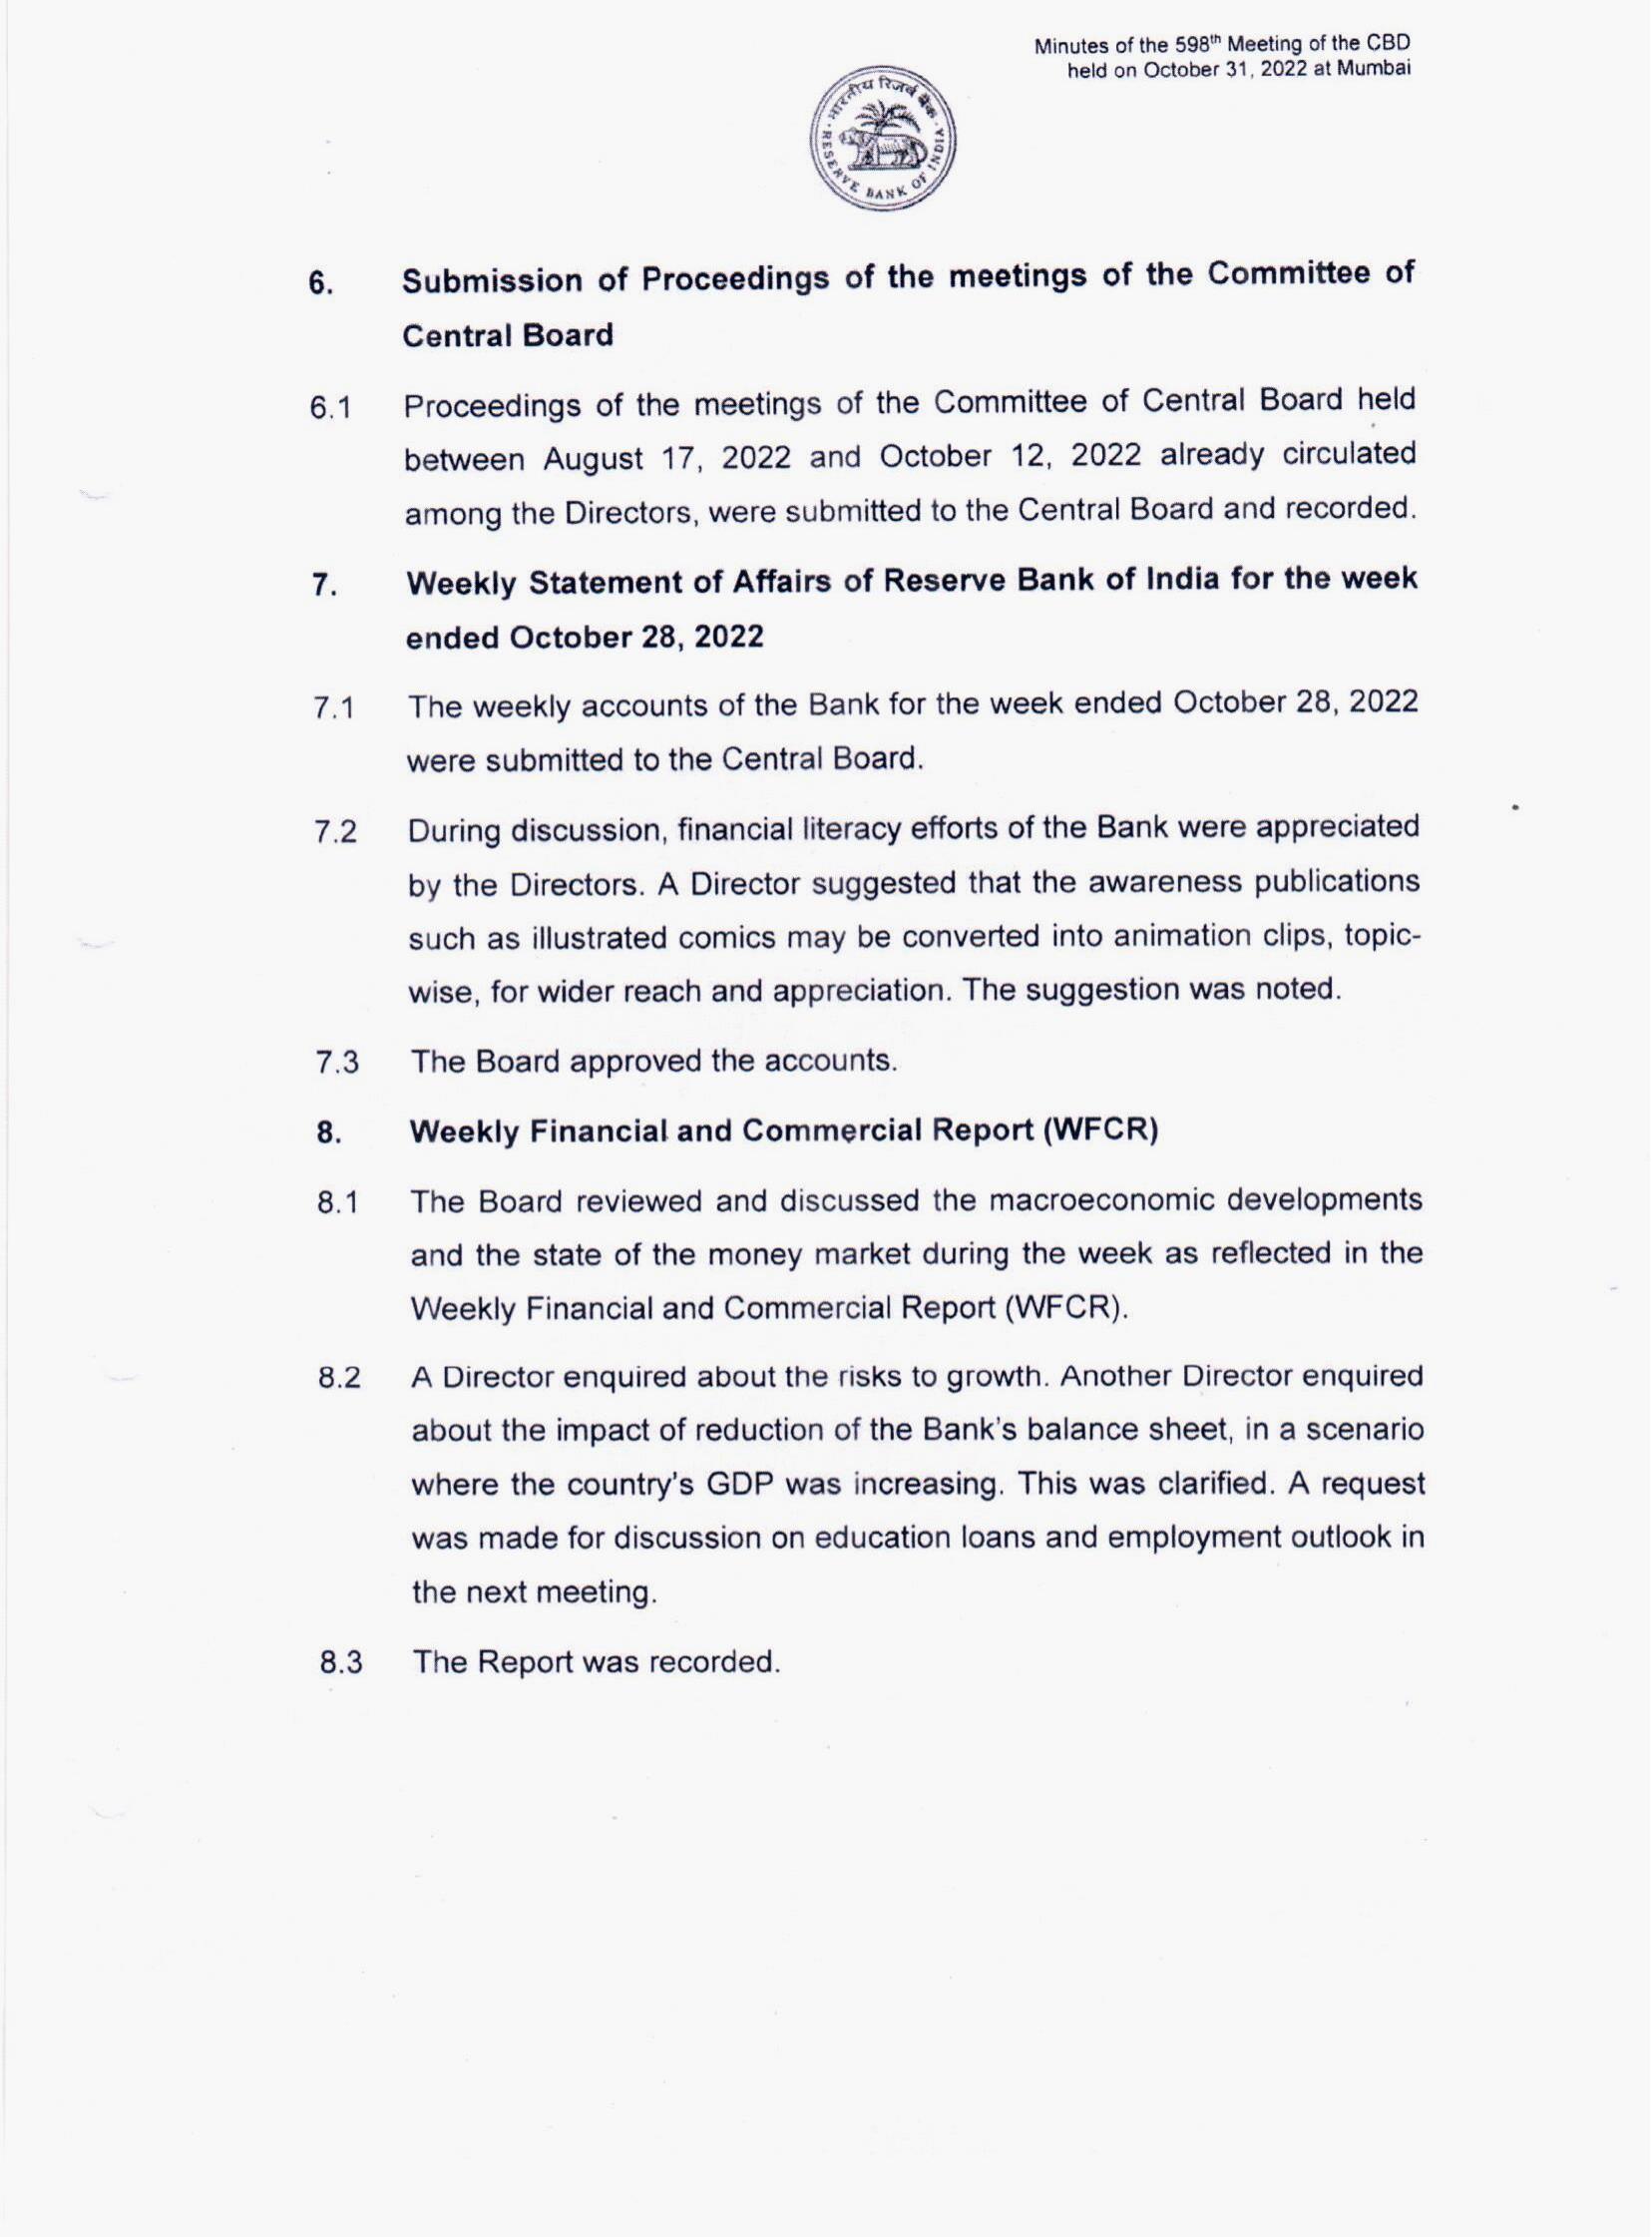 Minutes of the 598th Meeting of the CBD
held on October 31, 2022 at Mumbai
भारतीय रिज़र्व बैंक
RESERVE BANK OF INDIA
6. Submission of Proceedings of the meetings of the Committee of
Central Board
6.1 Proceedings of the meetings of the Committee of Central Board held
between August 17, 2022 and October 12, 2022 already circulated
among the Directors, were submitted to the Central Board and recorded.
7. Weekly Statement of Affairs of Reserve Bank of India for the week
ended October 28, 2022
7.1 The weekly accounts of the Bank for the week ended October 28, 2022
were submitted to the Central Board.
7.2 During discussion, financial literacy efforts of the Bank were appreciated
by the Directors. A Director suggested that the awareness publications
such as illustrated comics may be converted into animation clips, topic-
wise, for wider reach and appreciation. The suggestion was noted.
7.3 The Board approved the accounts.
8. Weekly Financial and Commercial Report (WFCR)
8.1 The Board reviewed and discussed the macroeconomic developments
and the state of the money market during the week as reflected in the
Weekly Financial and Commercial Report (WFCR).
8.2 A Director enquired about the risks to growth. Another Director enquired
about the impact of reduction of the Bank's balance sheet, in a scenario
where the country's GDP was increasing. This was clarified. A request
was made for discussion on education loans and employment outlook in
the next meeting.
8.3 The Report was recorded.